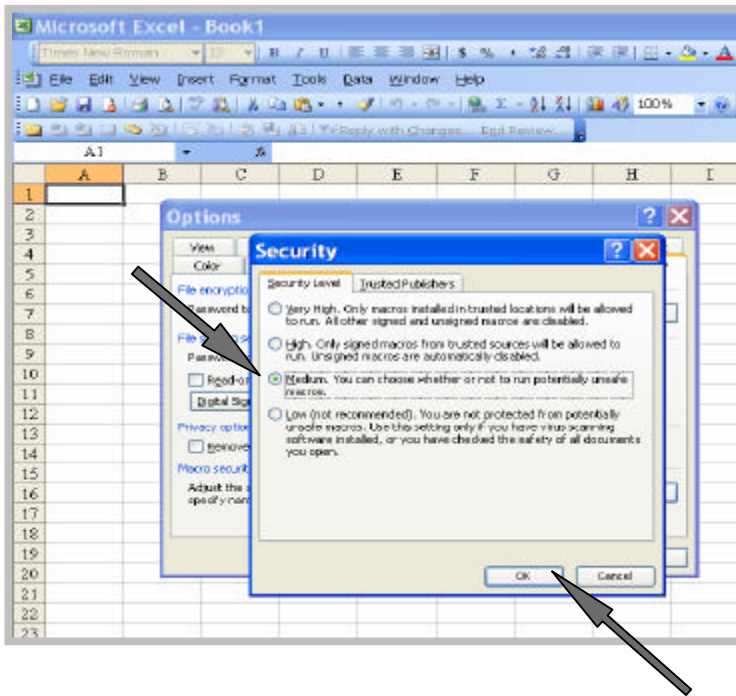 Microsoft Excel - Book1
Times New Roman 12 B I U $ % ,
File Edit View Insert Format Tools Data Window Help
Σ 100%
Reply with Changes... End Review...
A1 fx
A B C D E F G H I
1
2
3
4
5
6
7
8
9
10
11
12
13
14
15
16
17
18
19
20
21
22
23
Options
View
Color
File encryptio
Password to
File
Passw
Read-on
Digital Sig
Privacy option
Remove
Macro securit
Adjust the
specify nam
Security
Security Level Trusted Publishers
Very High. Only macros installed in trusted locations will be allowed
to run. All other signed and unsigned macros are disabled.
High. Only signed macros from trusted sources will be allowed to
run. Unsigned macros are automatically disabled.
Medium. You can choose whether or not to run potentially unsafe
macros.
Low (not recommended). You are not protected from potentially
unsafe macros. Use this setting only if you have virus scanning
software installed, or you have checked the safety of all documents
you open.
OK Cancel